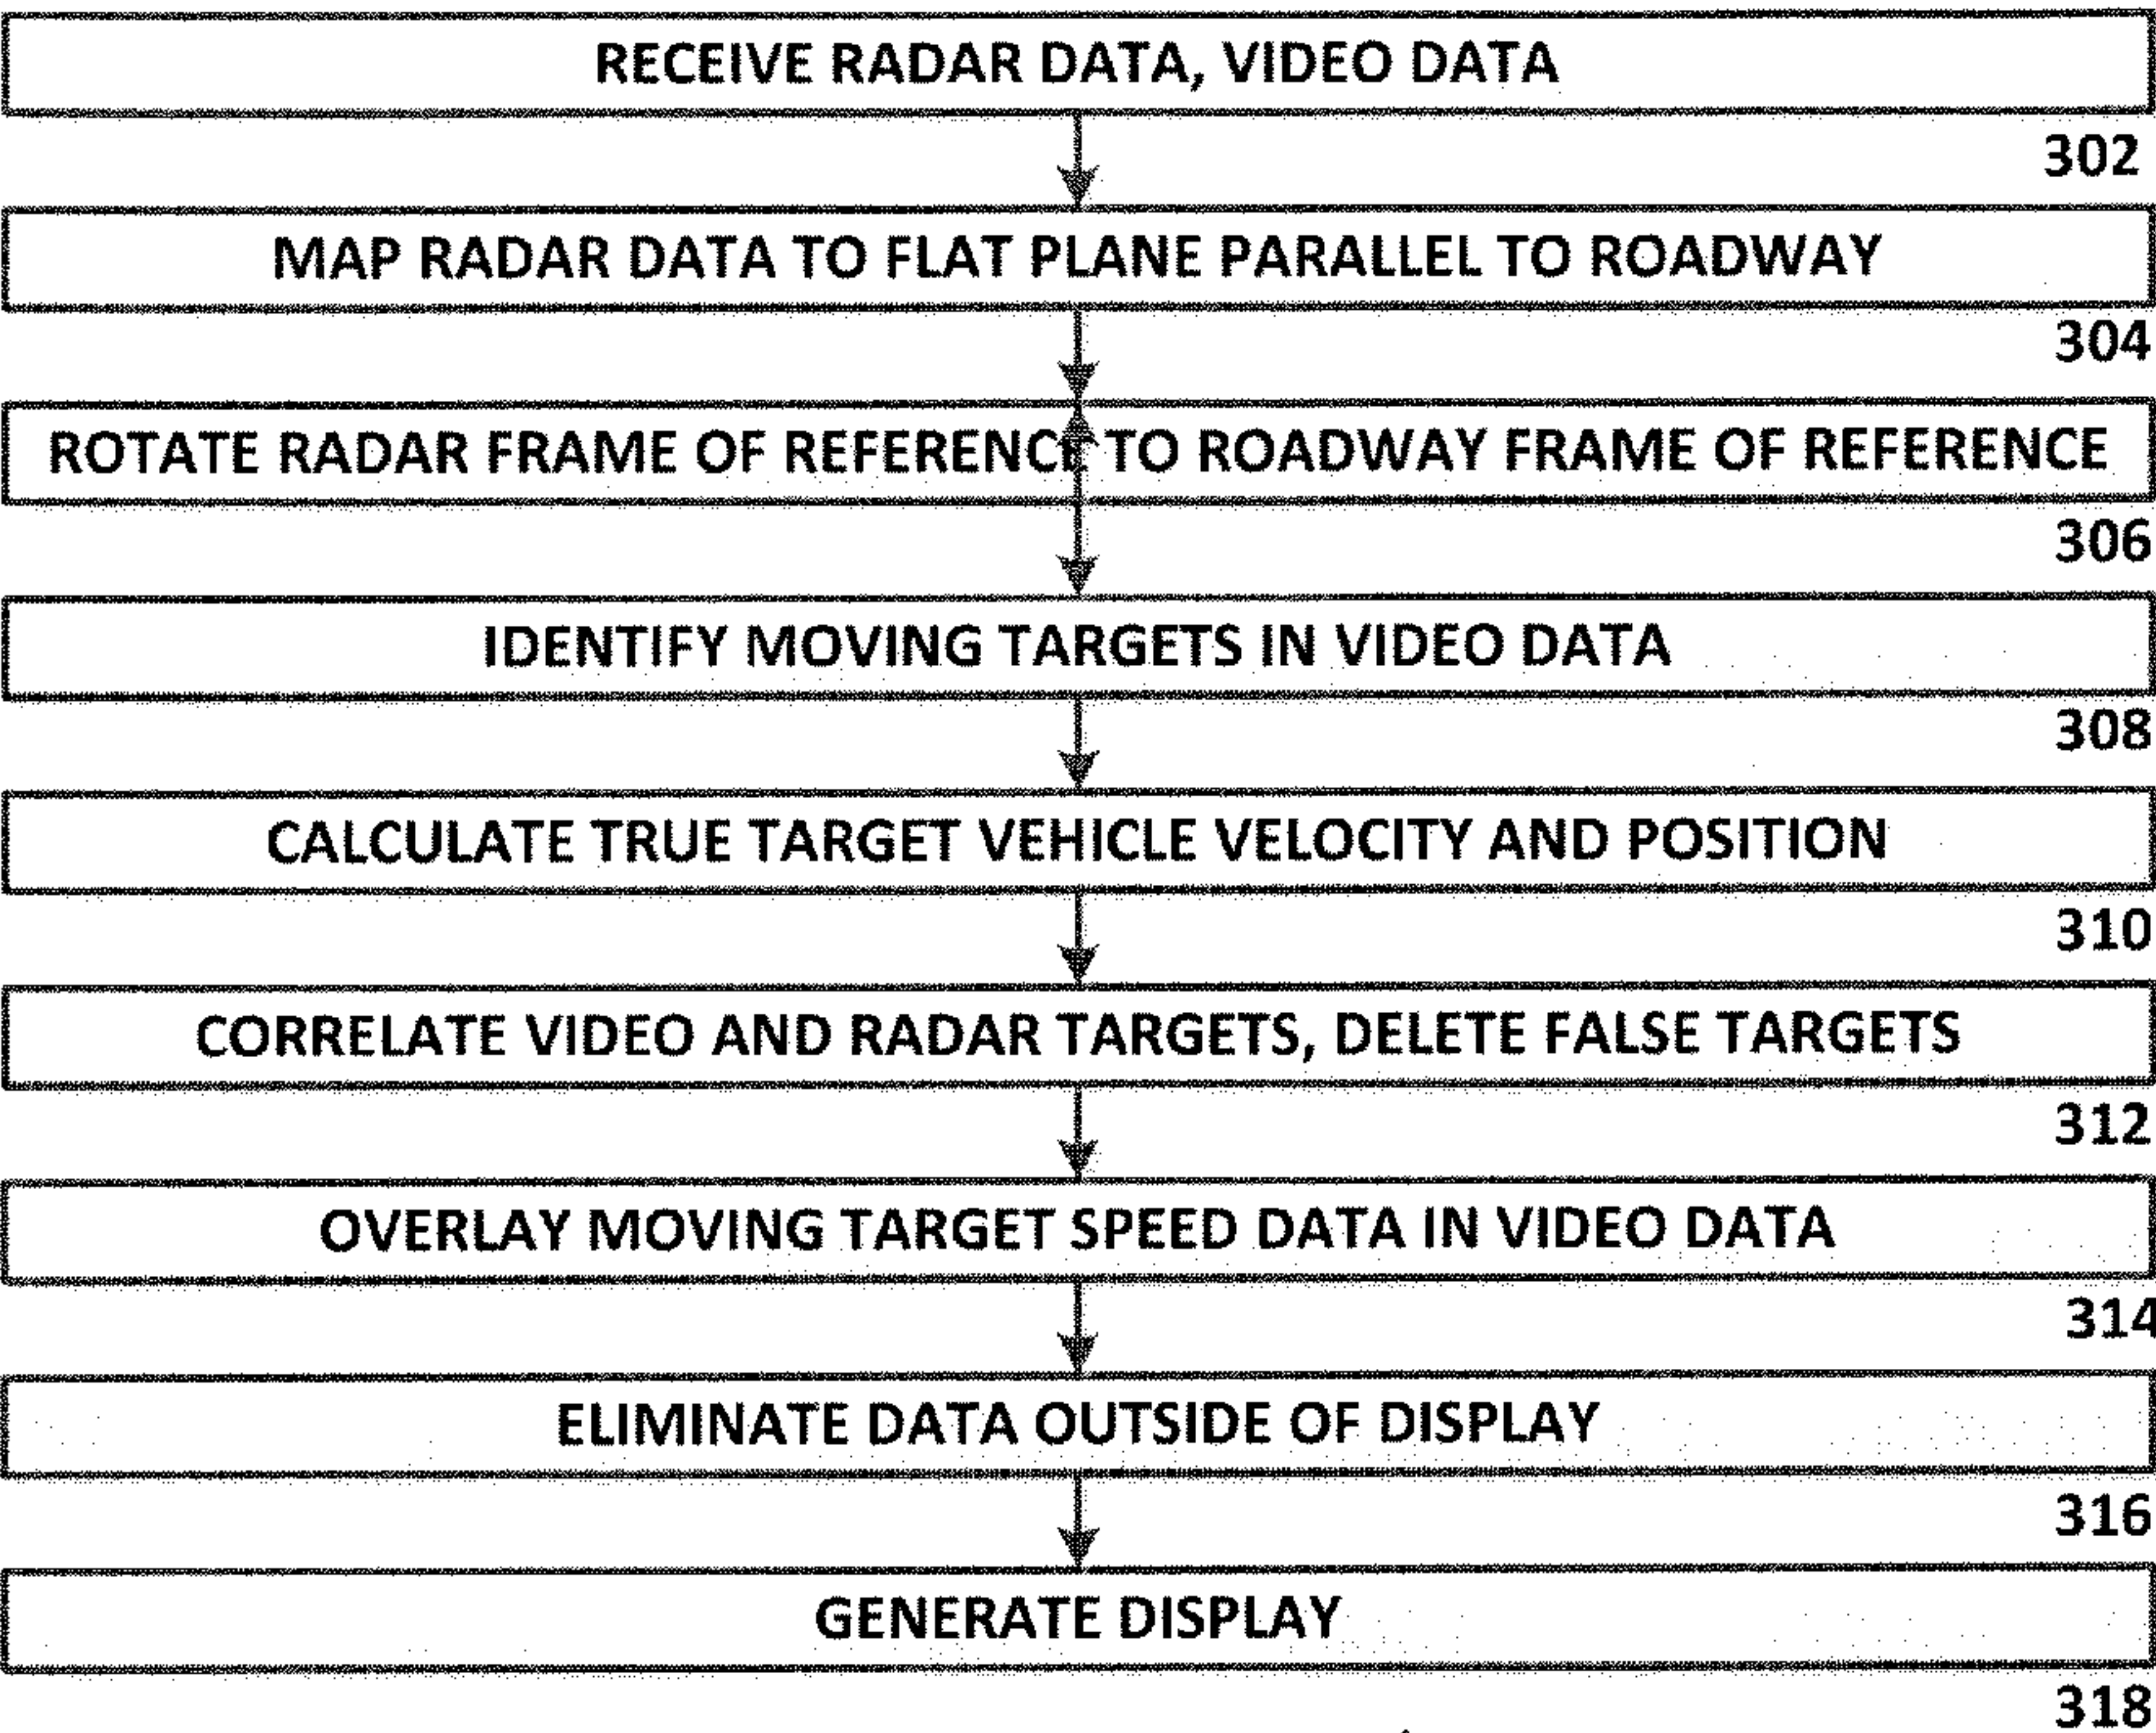 RECEIVE RADAR DATA, VIDEO DATA
302
MAP RADAR DATA TO FLAT PLANE PARALLEL TO ROADWAY
304
ROTATE RADAR FRAME OF REFERENCE TO ROADWAY FRAME OF REFERENCE
306
IDENTIFY MOVING TARGETS IN VIDEO DATA
308
CALCULATE TRUE TARGET VEHICLE VELOCITY AND POSITION
310
CORRELATE VIDEO AND RADAR TARGETS, DELETE FALSE TARGETS
312
OVERLAY MOVING TARGET SPEED DATA IN VIDEO DATA
314
ELIMINATE DATA OUTSIDE OF DISPLAY
316
GENERATE DISPLAY
318